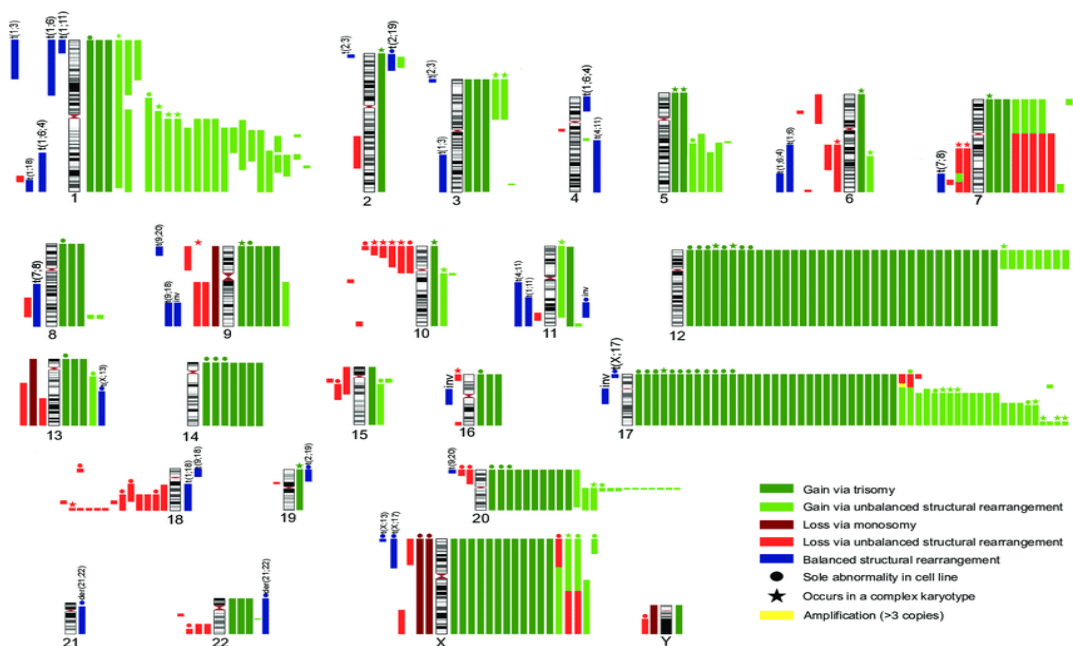 t(1;3)
t(1;6)
t(1;11)
t(1;18)
t(1;6;4)
1
t(2;3)
t(2;19)
2
t(2;3)
t(1;3)
3
t(1;6;4)
t(4;11)
4
5
t(1;6;4)
t(1;6)
6
t(7;8)
7
t(7;8)
8
t(9;20)
t(9;18)
inv
9
10
t(4;11)
t(1;11)
inv
11
12
t(X;13)
13
14
15
inv
16
inv
t(X;17)
17
t(1;18)
t(9;18)
18
t(2;19)
19
t(9;20)
20
der(21;22)
21
der(21;22)
22
t(X;13)
t(X;17)
X
Y
Gain via trisomy
Gain via unbalanced structural rearrangement
Loss via monosomy
Loss via unbalanced structural rearrangement
Balanced structural rearrangement
Sole abnormality in cell line
Occurs in a complex karyotype
Amplification (>3 copies)